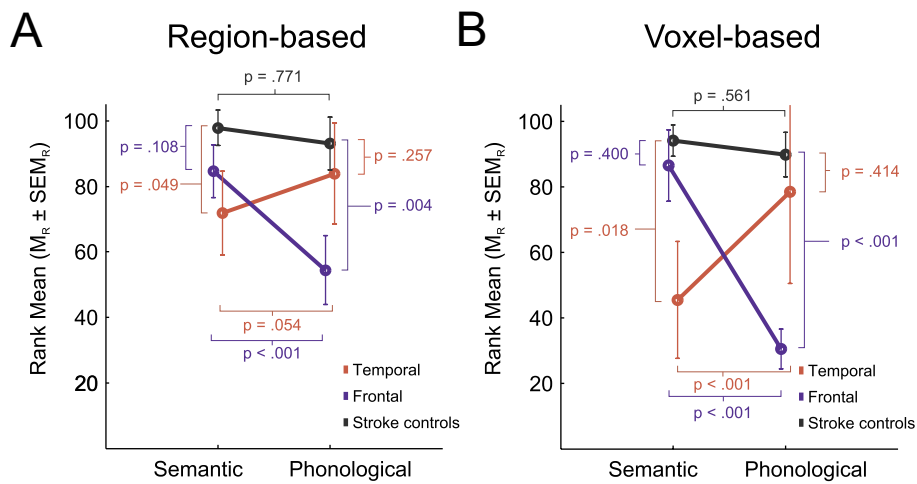 A
Region-based
p = .771
100
80
60
40
20
Rank Mean (MR ± SEMR)
p = .108
p = .049
p = .257
p = .004
p = .054
p < .001
Temporal
Frontal
Stroke controls
Semantic
Phonological
B
Voxel-based
p = .561
100
80
60
40
20
Rank Mean (MR ± SEMR)
p = .400
p = .018
p = .414
p < .001
p < .001
p < .001
Temporal
Frontal
Stroke controls
Semantic
Phonological